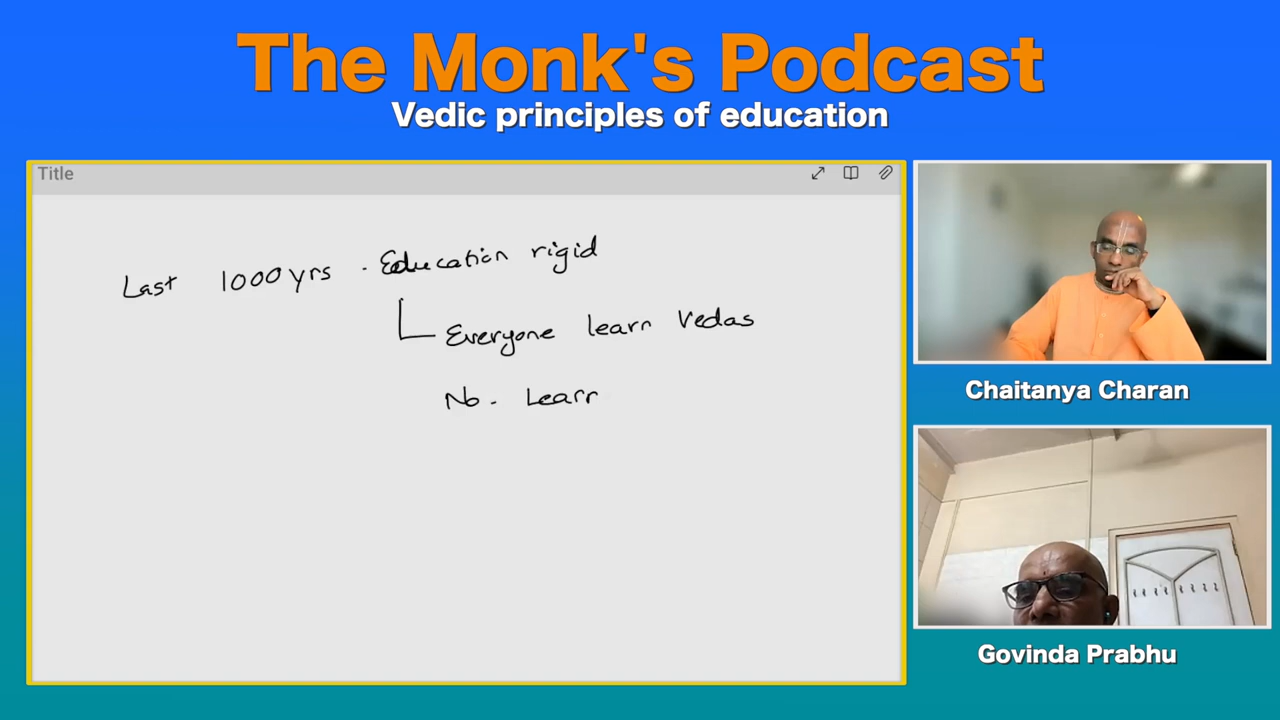 The Monk's Podcast
Vedic principles of education
Title
Last 1000 yrs . Education rigid
Everyone learn Vedas
No. Learr
Chaitanya Charan
Govinda Prabhu